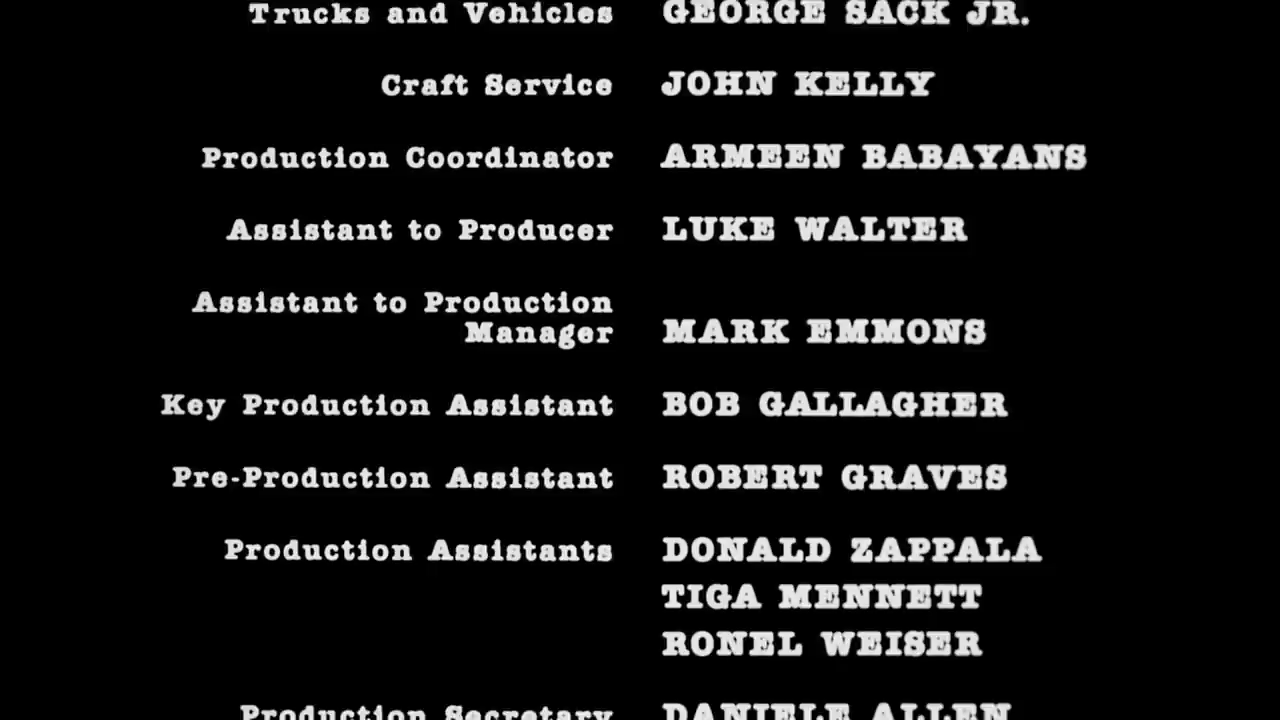 Trucks and Vehicles GEORGE SACK JR.
Craft Service JOHN KELLY
Production Coordinator ARMEEN BABAYANS
Assistant to Producer LUKE WALTER
Assistant to Production
Manager MARK EMMONS
Key Production Assistant BOB GALLAGHER
Pre-Production Assistant ROBERT GRAVES
Production Assistants DONALD ZAPPALA
TIGA MENNETT
RONEL WEISER
Production Secretary DANIELE ALLEN